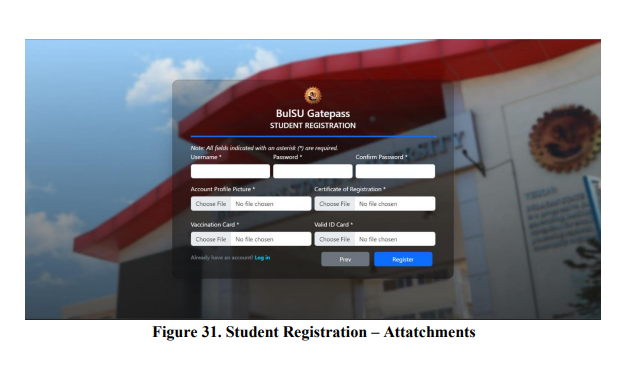 BulSU Gatepass
STUDENT REGISTRATION
Note: All fields indicated with an asterisk (*) are required.
Username * Password * Confirm Password *
Account Profile Picture * Certificate of Registration *
Choose File No file chosen Choose File No file chosen
Vaccination Card * Valid ID Card *
Choose File No file chosen Choose File No file chosen
Already have an account? Log in Prev Register
Figure 31. Student Registration – Attatchments